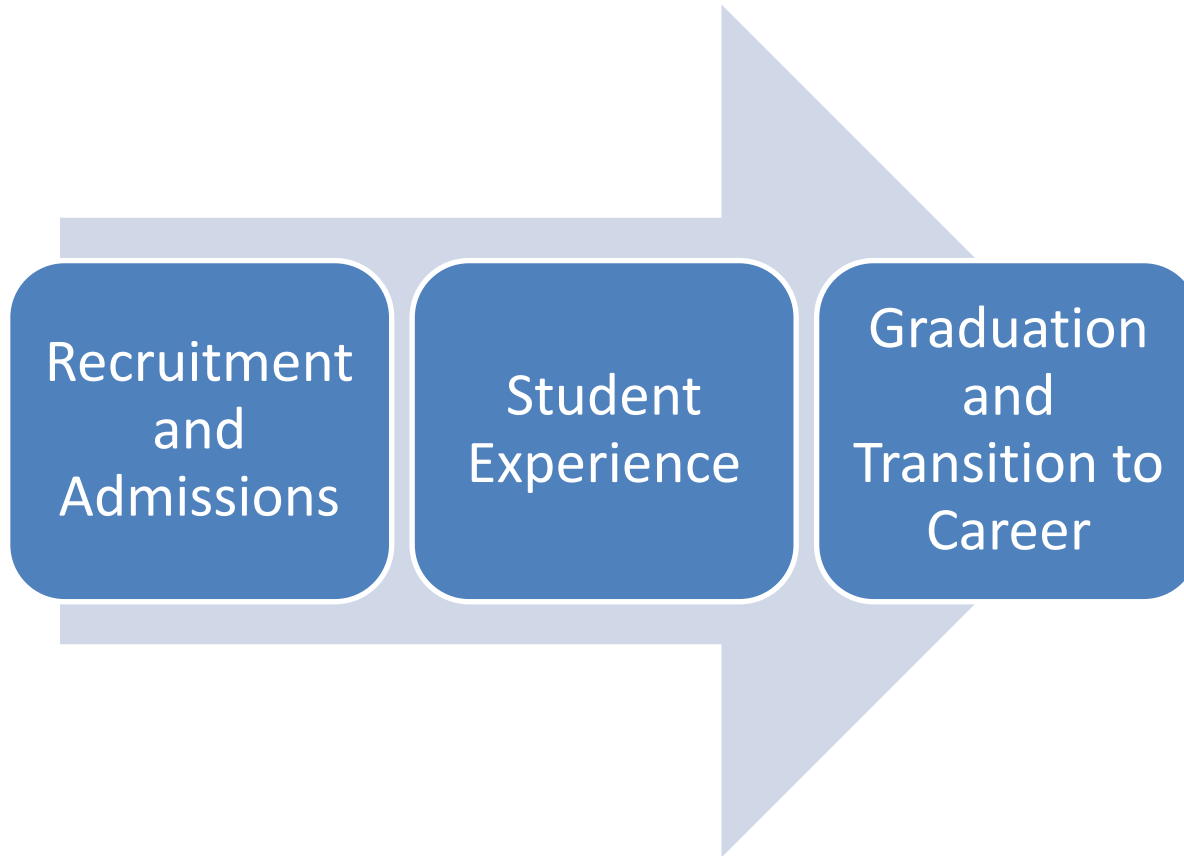 Recruitment
and
Admissions
Student
Experience
Graduation
and
Transition to
Career